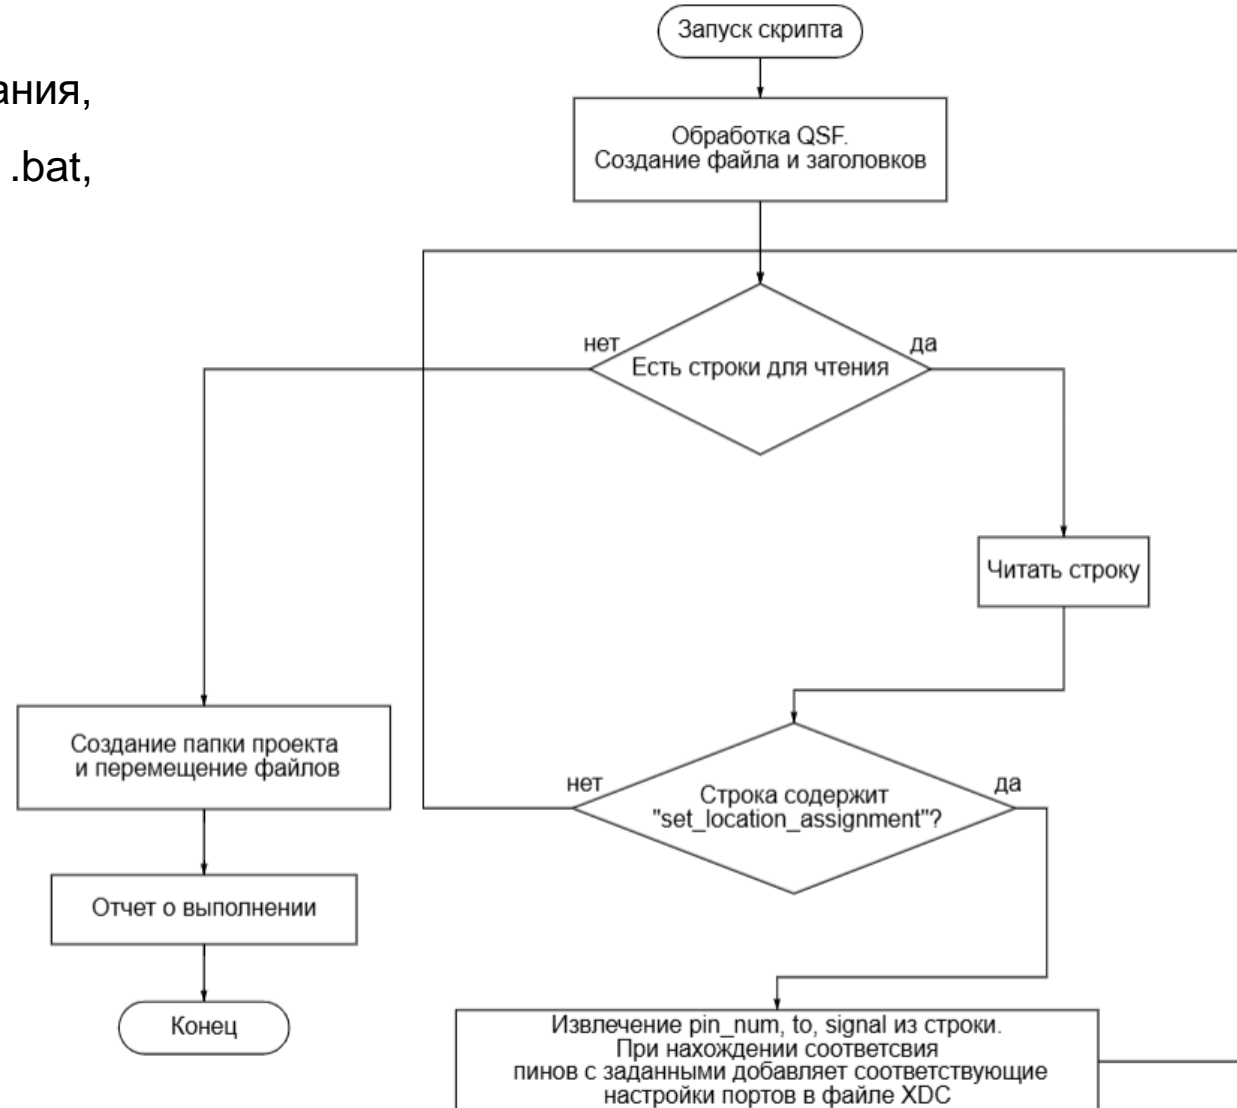 ания,
.bat,
Запуск скрипта
Обработка QSF.
Создание файла и заголовков
нет
да
Есть строки для чтения
Читать строку
Создание папки проекта
и перемещение файлов
нет
да
Строка содержит
"set_location_assignment"?
Отчет о выполнении
Конец
Извлечение pin_num, to, signal из строки.
При нахождении соответсвия
пинов с заданными добавляет соответствующие
настройки портов в файле XDC